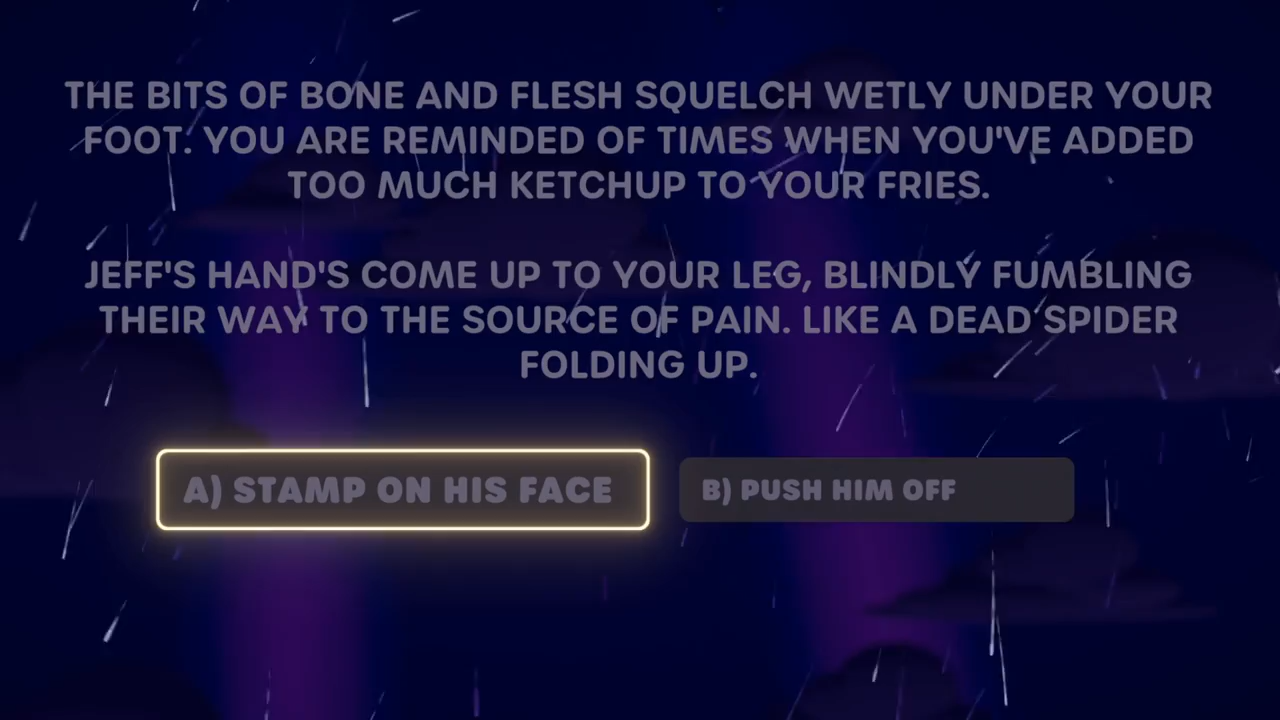 THE BITS OF BONE AND FLESH SQUELCH WETLY UNDER YOUR
FOOT. YOU ARE REMINDED OF TIMES WHEN YOU'VE ADDED
TOO MUCH KETCHUP TO YOUR FRIES.
JEFF'S HAND'S COME UP TO YOUR LEG, BLINDLY FUMBLING
THEIR WAY TO THE SOURCE OF PAIN. LIKE A DEAD SPIDER
FOLDING UP.
A) STAMP ON HIS FACE
B) PUSH HIM OFF